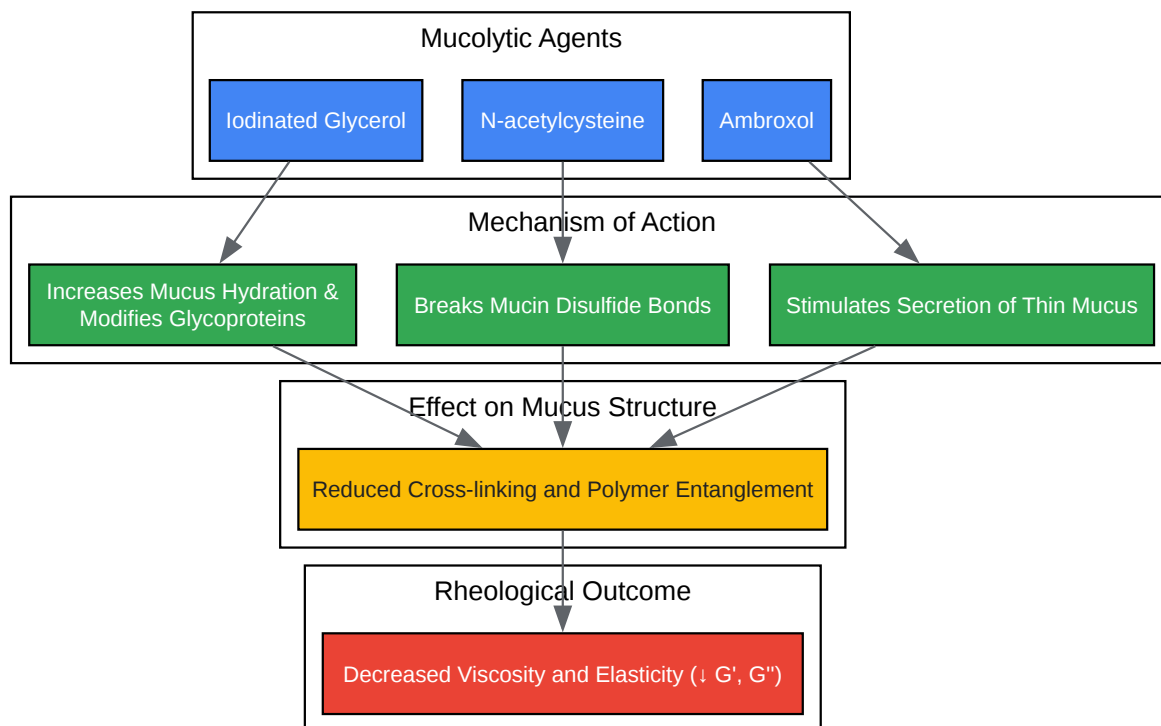 Mucolytic Agents
Iodinated Glycerol
N-acetylcysteine
Ambroxol
Mechanism of Action
Increases Mucus Hydration &
Modifies Glycoproteins
Breaks Mucin Disulfide Bonds
Stimulates Secretion of Thin Mucus
Effect on Mucus Structure
Reduced Cross-linking and Polymer Entanglement
Rheological Outcome
Decreased Viscosity and Elasticity (↓ G', G'')